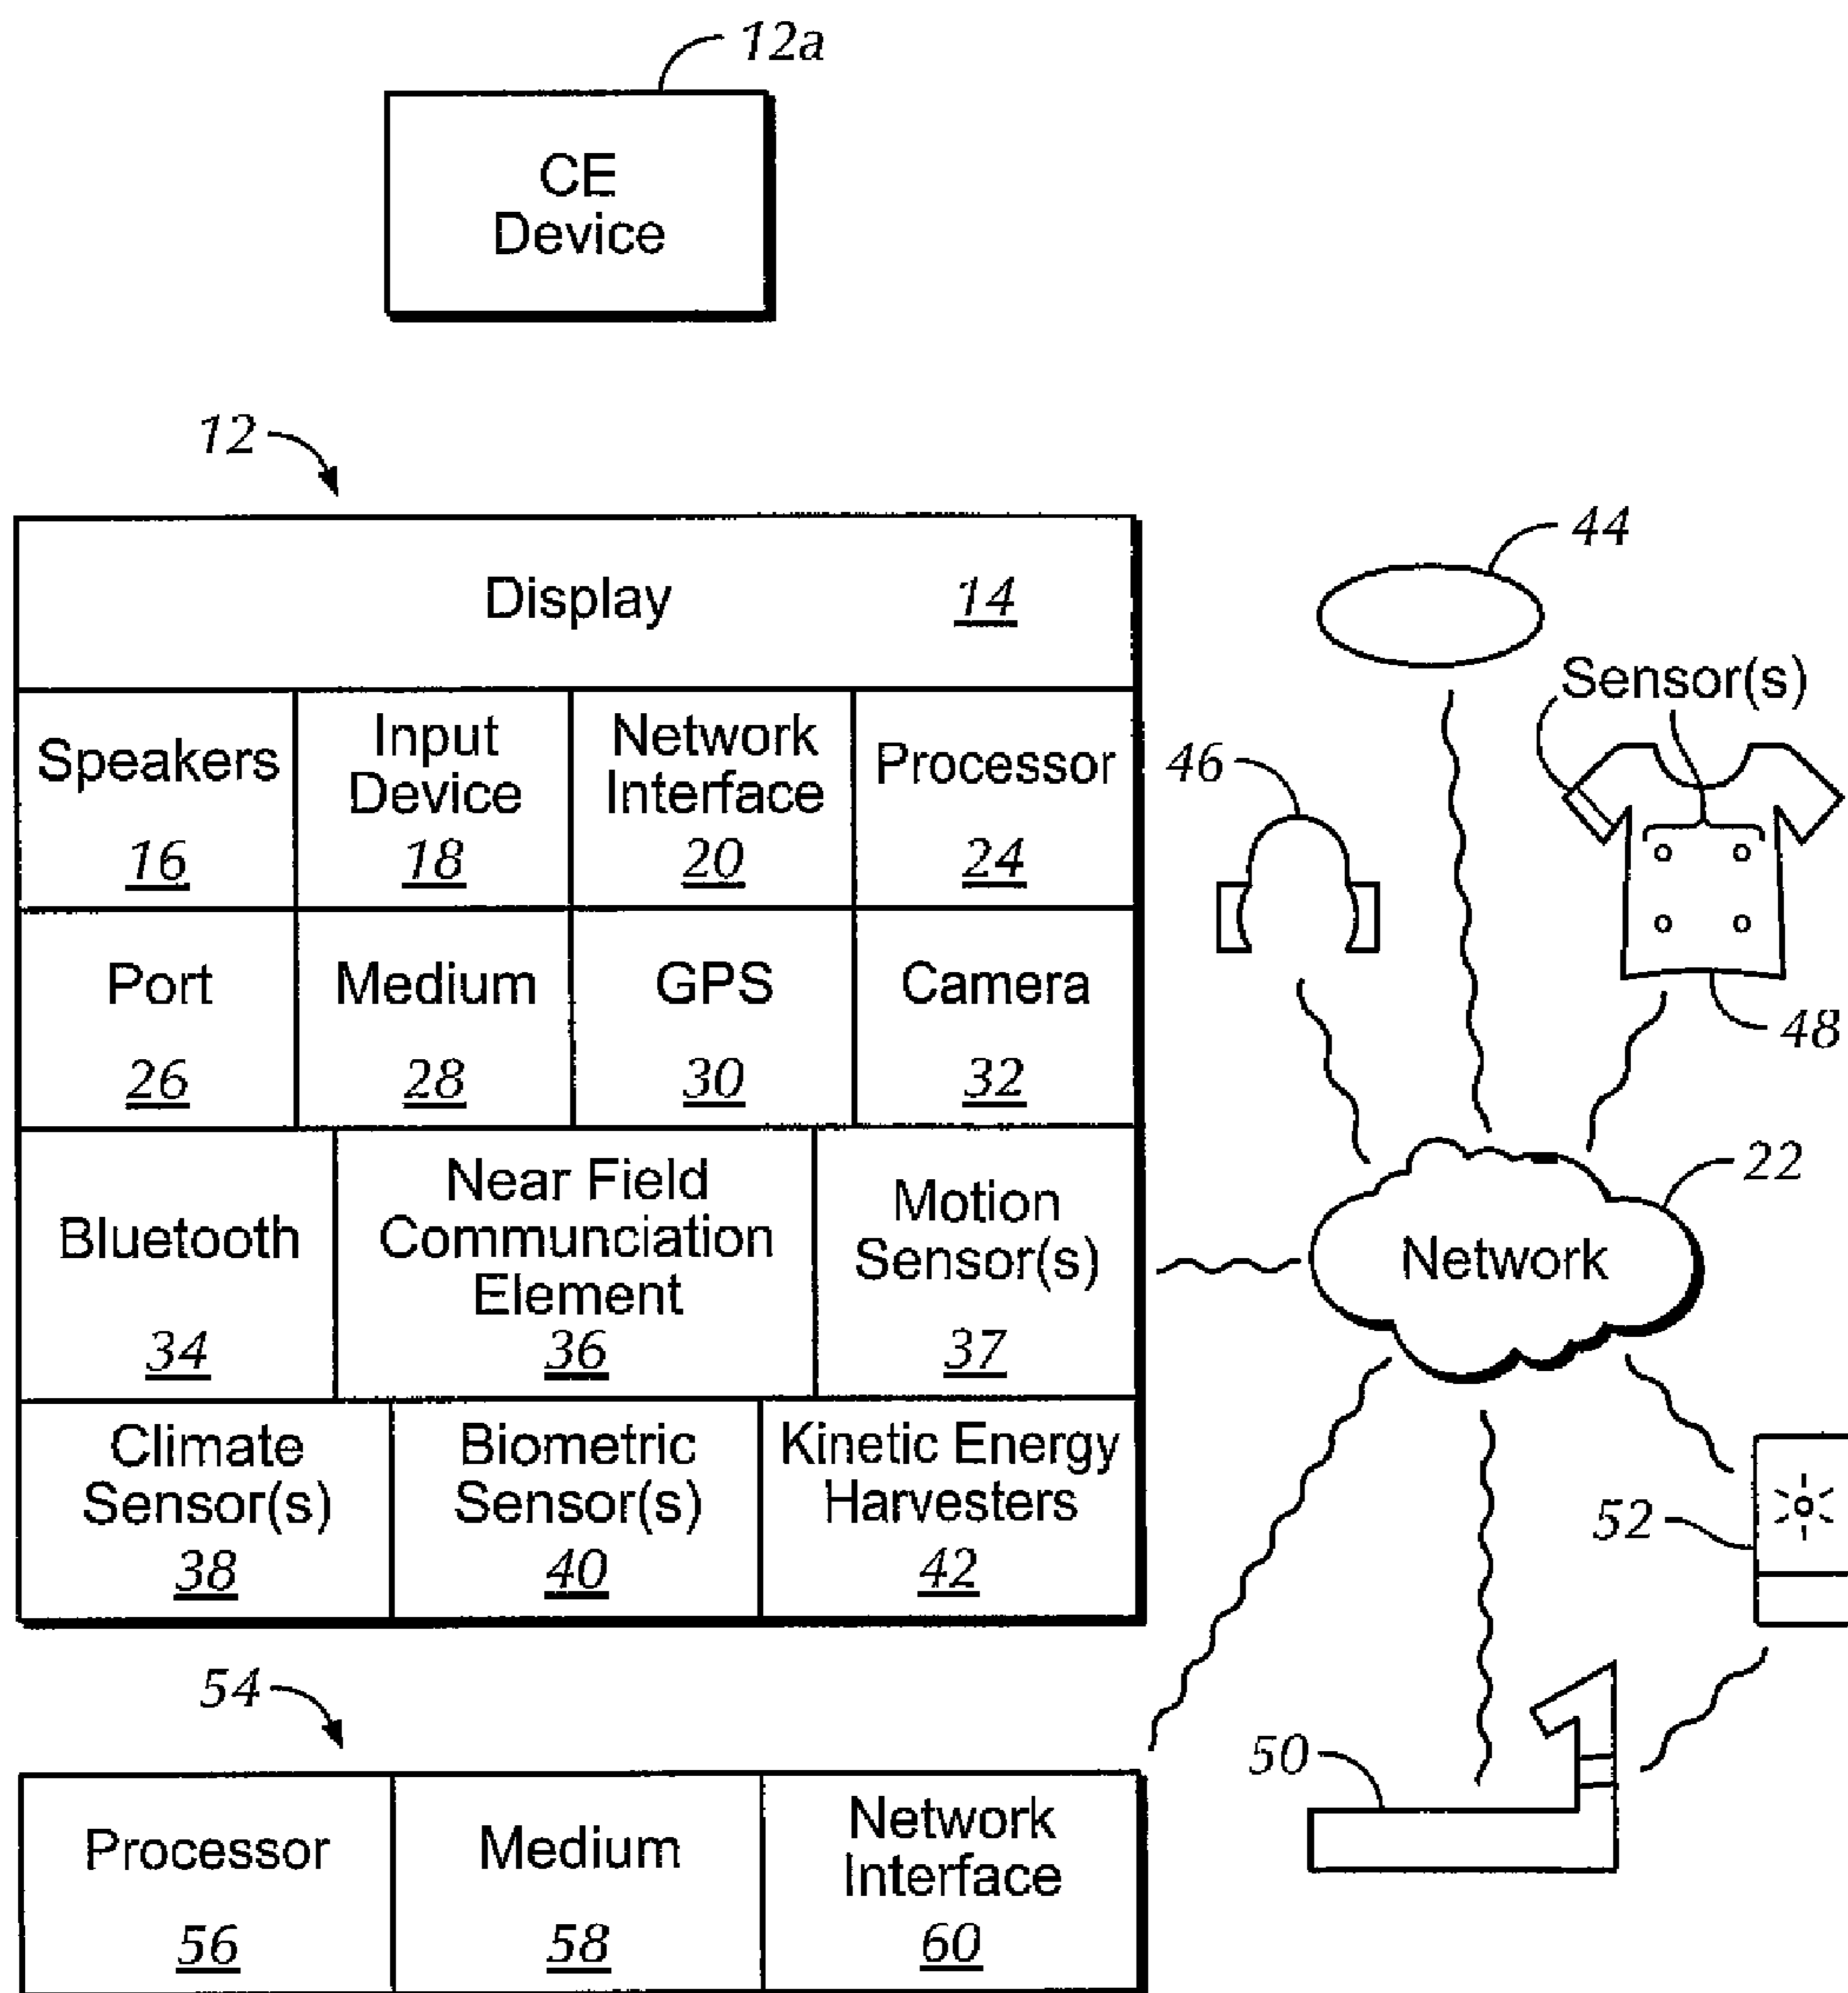 12a
CE
Device
12
Display 14
Speakers
16
Input
Device
18
Network
Interface
20
Processor
24
Port
26
Medium
28
GPS
30
Camera
32
Bluetooth
34
Near Field
Communciation
Element
36
Motion
Sensor(s)
37
Climate
Sensor(s)
38
Biometric
Sensor(s)
40
Kinetic Energy
Harvesters
42
44
Sensor(s)
46
48
22
Network
52
50
54
Processor
56
Medium
58
Network
Interface
60